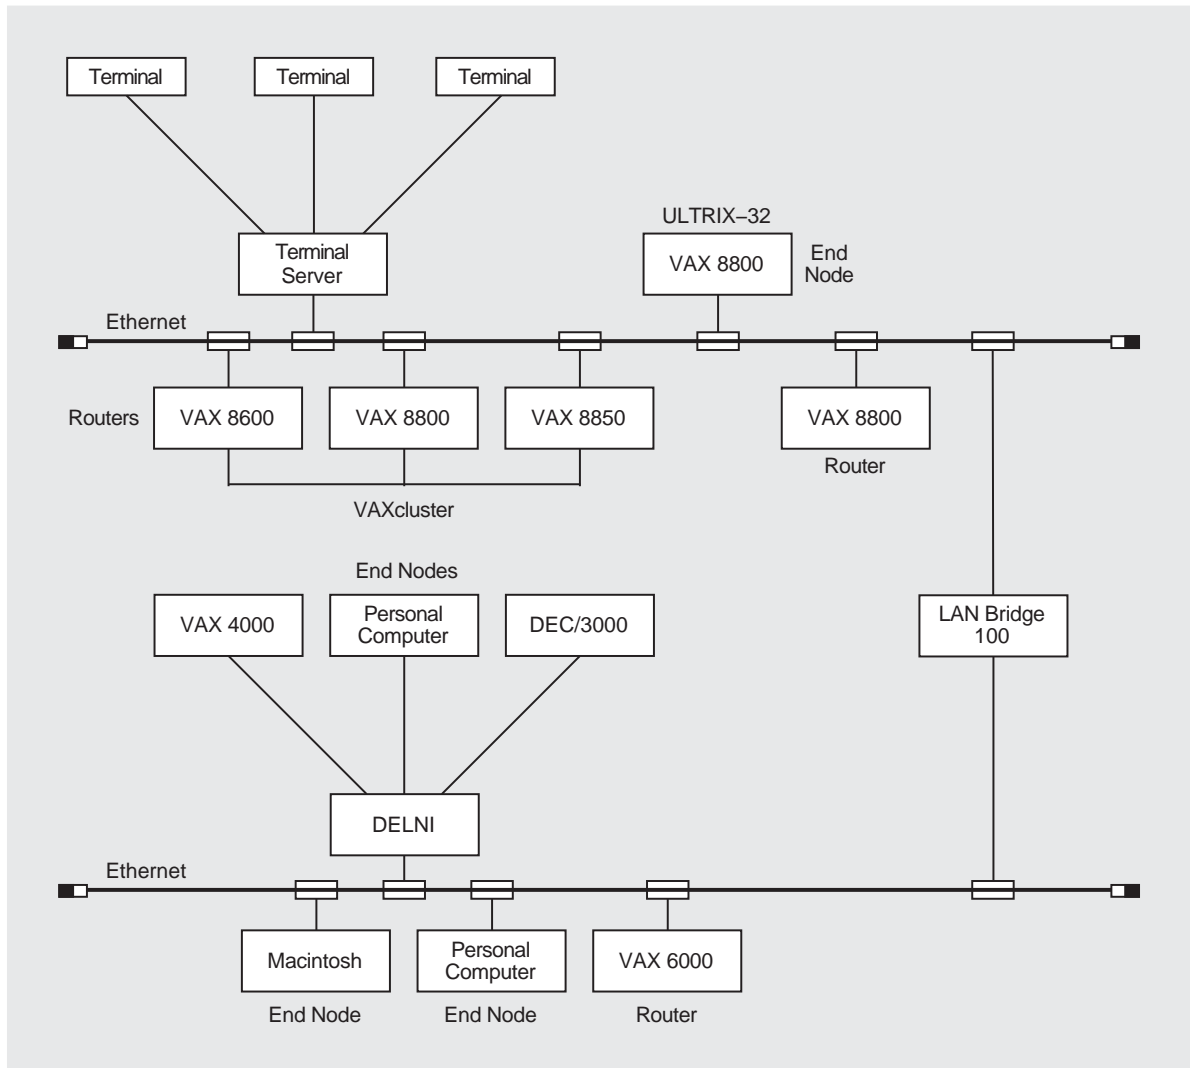 Terminal
Terminal
Terminal
ULTRIX–32
Terminal
Server
VAX 8800
End
Node
Ethernet
Routers
VAX 8600
VAX 8800
VAX 8850
VAX 8800
Router
VAXcluster
End Nodes
VAX 4000
Personal
Computer
DEC/3000
LAN Bridge
100
DELNI
Ethernet
Macintosh
Personal
Computer
VAX 6000
End Node
End Node
Router